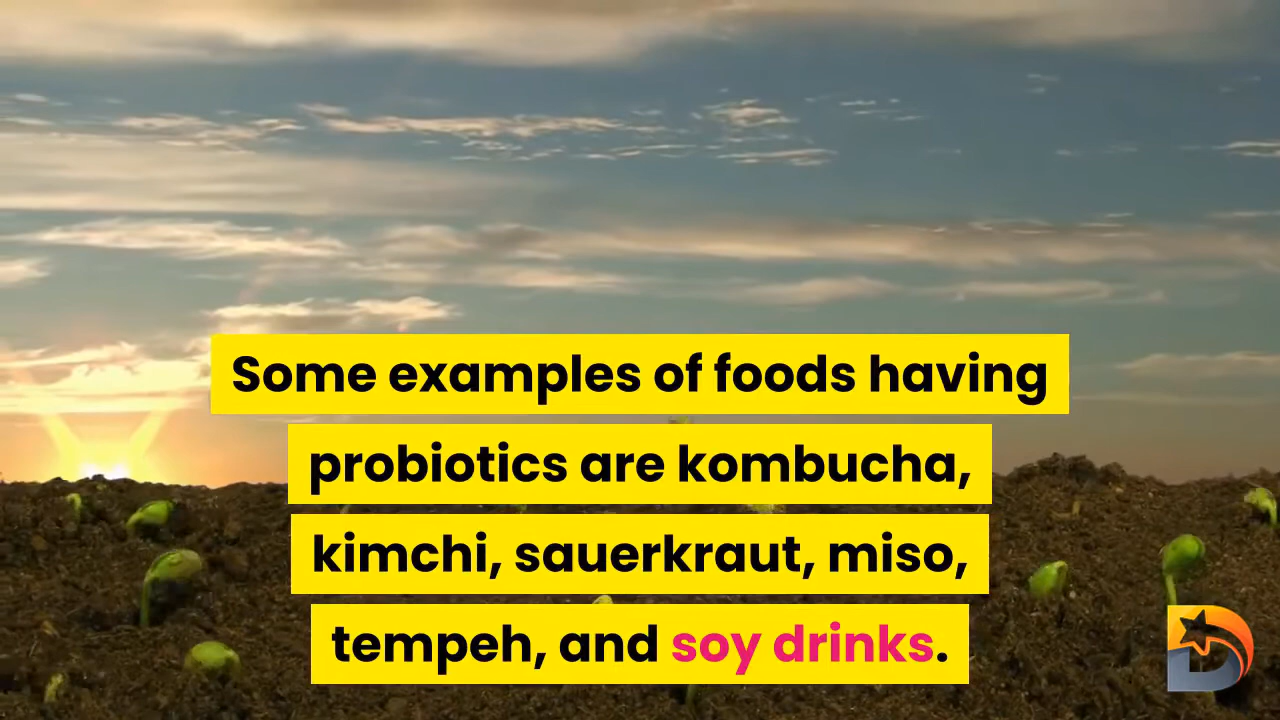 Some examples of foods having
probiotics are kombucha,
kimchi, sauerkraut, miso,
tempeh, and soy drinks.
D